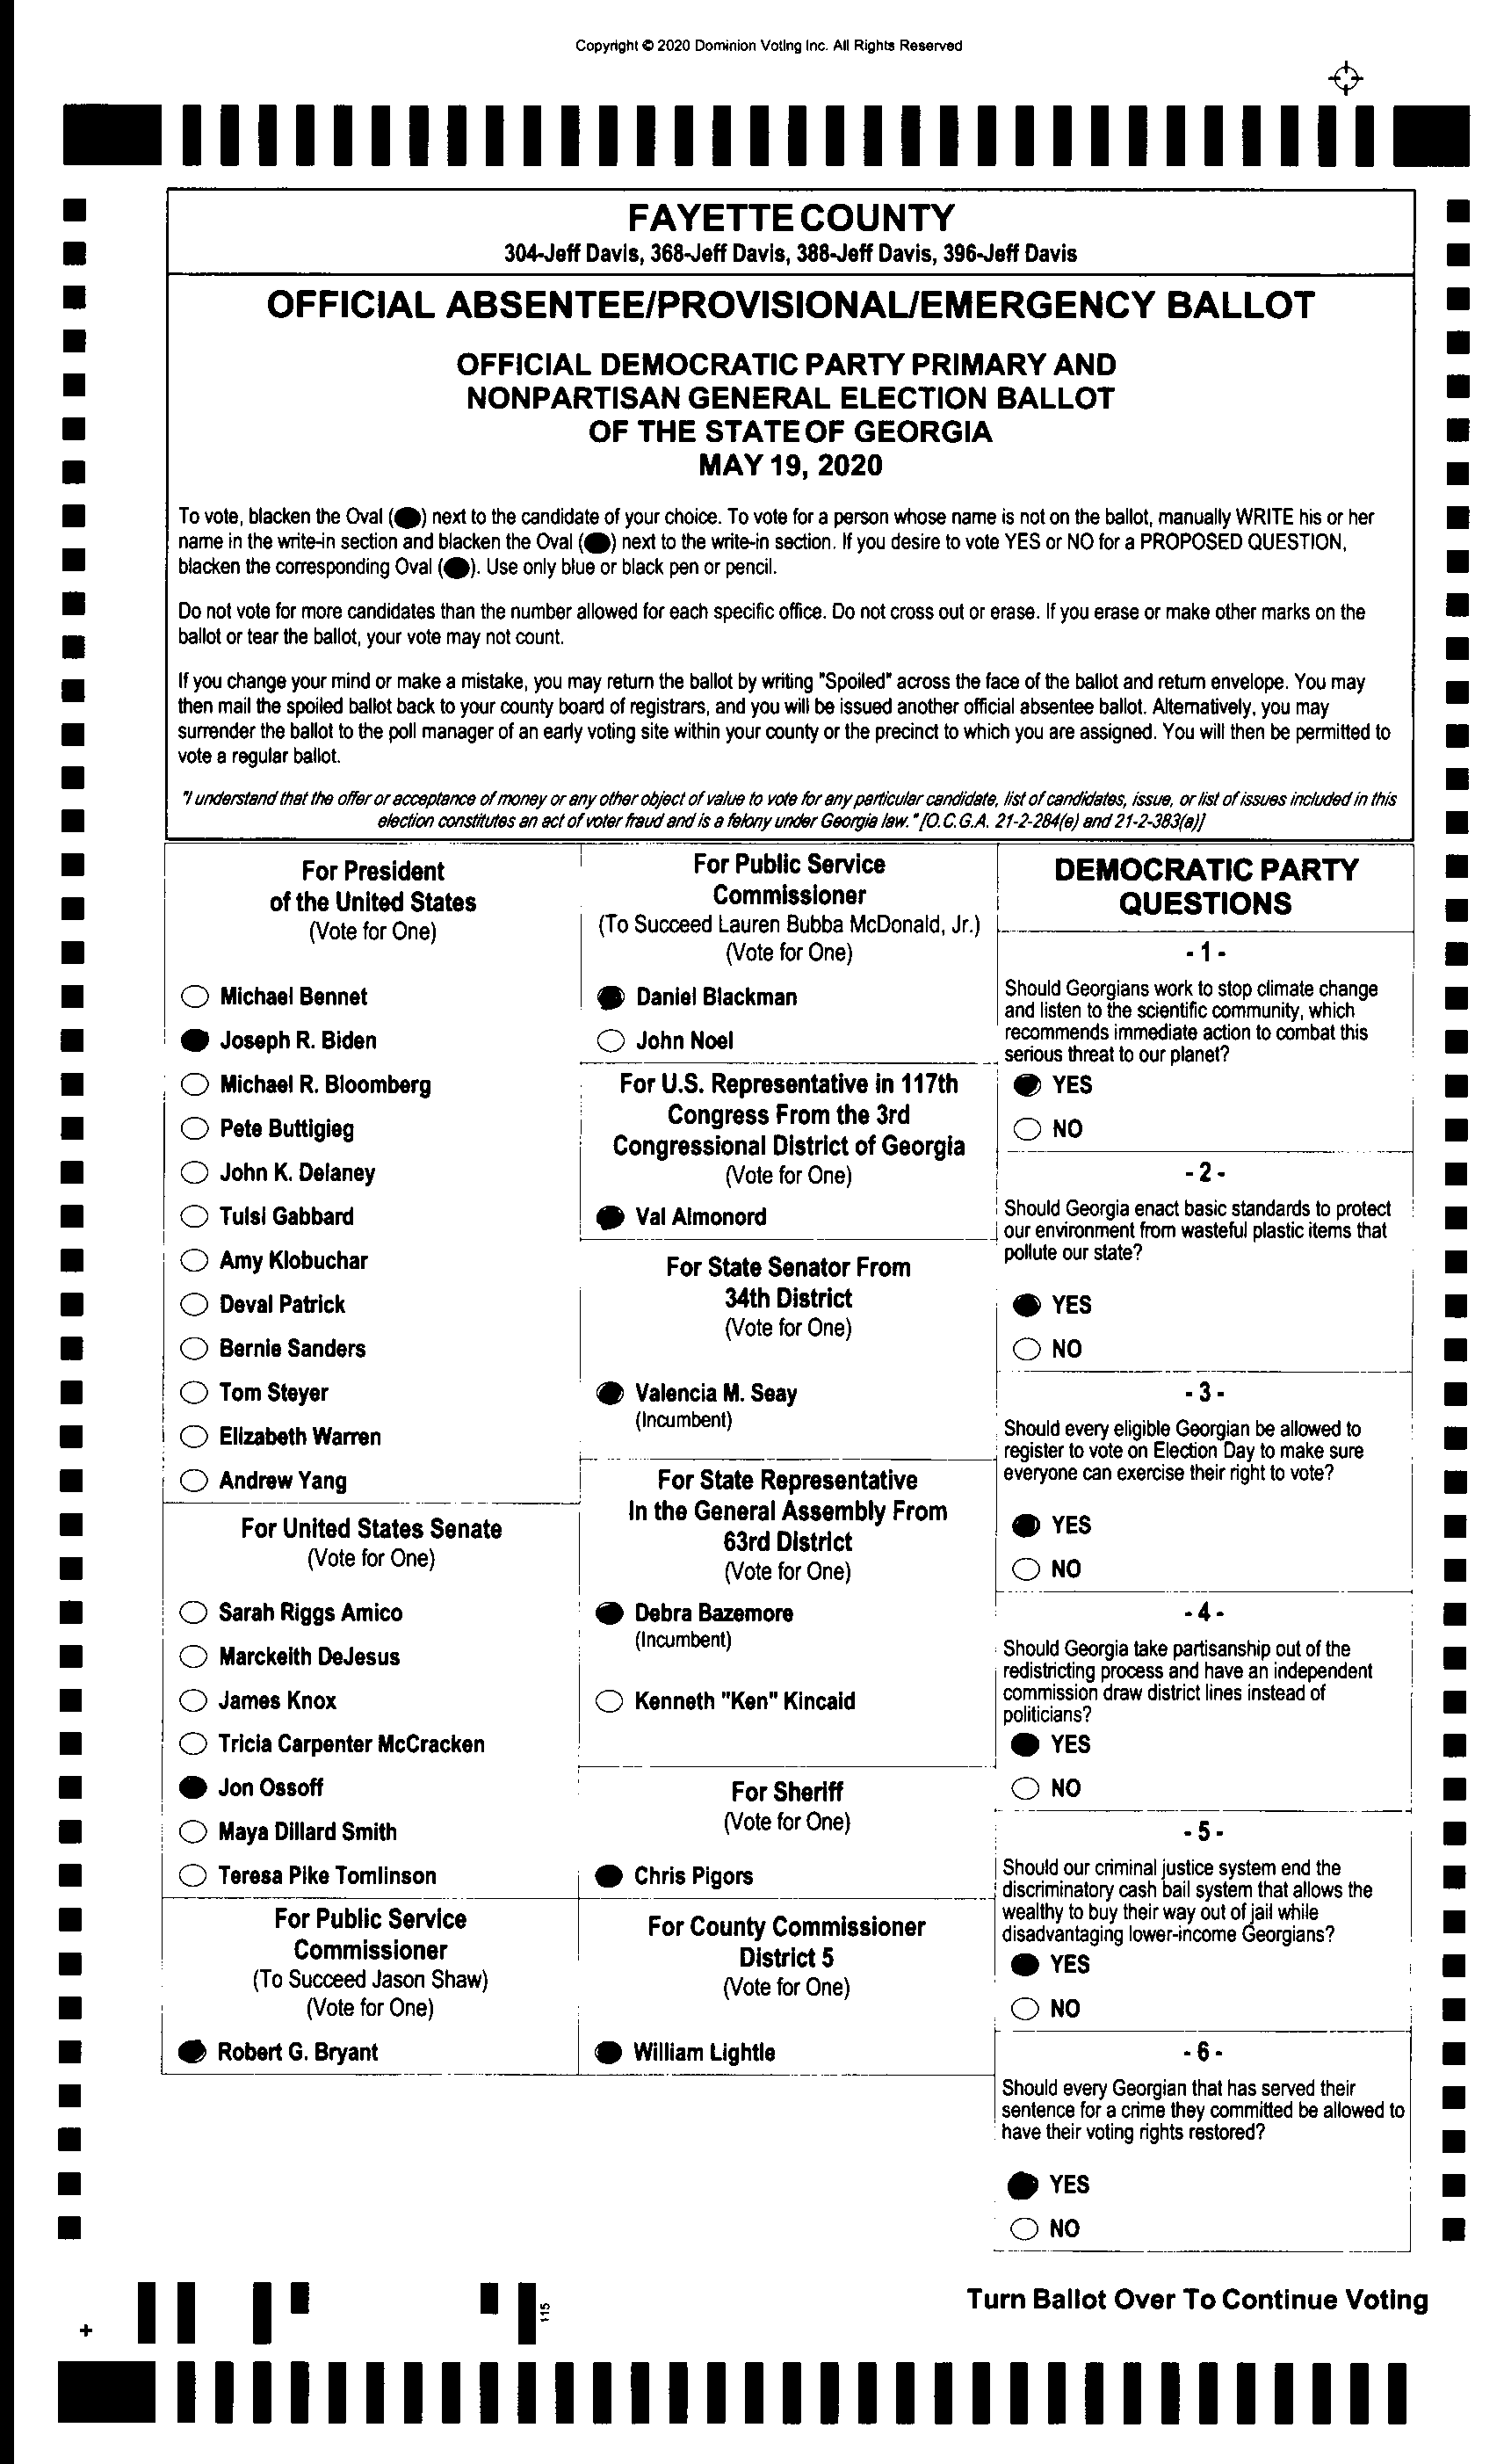 Copyright © 2020 Dominion Voting Inc. All Rights Reserved
FAYETTE COUNTY
304-Jeff Davis, 368-Jeff Davis, 388-Jeff Davis, 396-Jeff Davis
OFFICIAL ABSENTEE/PROVISIONAL/EMERGENCY BALLOT
OFFICIAL DEMOCRATIC PARTY PRIMARY AND
NONPARTISAN GENERAL ELECTION BALLOT
OF THE STATE OF GEORGIA
MAY 19, 2020
To vote, blacken the Oval (●) next to the candidate of your choice. To vote for a person whose name is not on the ballot, manually WRITE his or her
name in the write-in section and blacken the Oval (●) next to the write-in section. If you desire to vote YES or NO for a PROPOSED QUESTION,
blacken the corresponding Oval (●). Use only blue or black pen or pencil.
Do not vote for more candidates than the number allowed for each specific office. Do not cross out or erase. If you erase or make other marks on the
ballot or tear the ballot, your vote may not count.
If you change your mind or make a mistake, you may return the ballot by writing "Spoiled" across the face of the ballot and return envelope. You may
then mail the spoiled ballot back to your county board of registrars, and you will be issued another official absentee ballot. Alternatively, you may
surrender the ballot to the poll manager of an early voting site within your county or the precinct to which you are assigned. You will then be permitted to
vote a regular ballot.
"I understand that the offer or acceptance of money or any other object of value to vote for any particular candidate, list of candidates, issue, or list of issues included in this
election constitutes an act of voter fraud and is a felony under Georgia law." [O.C.G.A. 21-2-284(e) and 21-2-383(a)]
For President
of the United States
(Vote for One)
Michael Bennet
Joseph R. Biden
Michael R. Bloomberg
Pete Buttigieg
John K. Delaney
Tulsi Gabbard
Amy Klobuchar
Deval Patrick
Bernie Sanders
Tom Steyer
Elizabeth Warren
Andrew Yang
For United States Senate
(Vote for One)
Sarah Riggs Amico
Marckeith DeJesus
James Knox
Tricia Carpenter McCracken
Jon Ossoff
Maya Dillard Smith
Teresa Pike Tomlinson
For Public Service
Commissioner
(To Succeed Jason Shaw)
(Vote for One)
Robert G. Bryant
For Public Service
Commissioner
(To Succeed Lauren Bubba McDonald, Jr.)
(Vote for One)
Daniel Blackman
John Noel
For U.S. Representative in 117th
Congress From the 3rd
Congressional District of Georgia
(Vote for One)
Val Almonord
For State Senator From
34th District
(Vote for One)
Valencia M. Seay
(Incumbent)
For State Representative
In the General Assembly From
63rd District
(Vote for One)
Debra Bazemore
(Incumbent)
Kenneth "Ken" Kincaid
For Sheriff
(Vote for One)
Chris Pigors
For County Commissioner
District 5
(Vote for One)
William Lightle
DEMOCRATIC PARTY
QUESTIONS
- 1 -
Should Georgians work to stop climate change
and listen to the scientific community, which
recommends immediate action to combat this
serious threat to our planet?
YES
NO
- 2 -
Should Georgia enact basic standards to protect
our environment from wasteful plastic items that
pollute our state?
YES
NO
- 3 -
Should every eligible Georgian be allowed to
register to vote on Election Day to make sure
everyone can exercise their right to vote?
YES
NO
- 4 -
Should Georgia take partisanship out of the
redistricting process and have an independent
commission draw district lines instead of
politicians?
YES
NO
- 5 -
Should our criminal justice system end the
discriminatory cash bail system that allows the
wealthy to buy their way out of jail while
disadvantaging lower-income Georgians?
YES
NO
- 6 -
Should every Georgian that has served their
sentence for a crime they committed be allowed to
have their voting rights restored?
YES
NO
Turn Ballot Over To Continue Voting
115
+